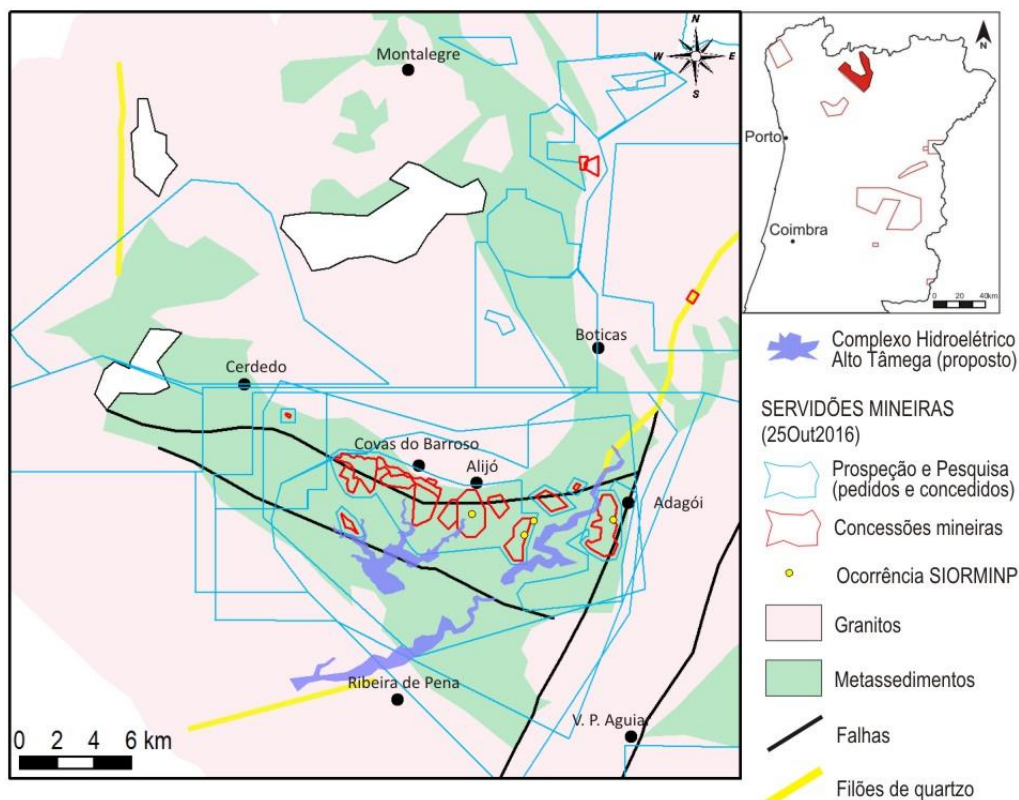 Montalegre
N
W E
S
Boticas
Cerdedo
Covas do Barroso
Alijó
Adagói
Ribeira de Pena
V. P. Aguiar
0 2 4 6 km
N
Porto
Coimbra
0 20 40km
Complexo Hidroelétrico
Alto Tâmega (proposto)
SERVIDÕES MINEIRAS
(25Out2016)
Prospeção e Pesquisa
(pedidos e concedidos)
Concessões mineiras
Ocorrência SIORMINP
Granitos
Metassedimentos
Falhas
Filões de quartzo